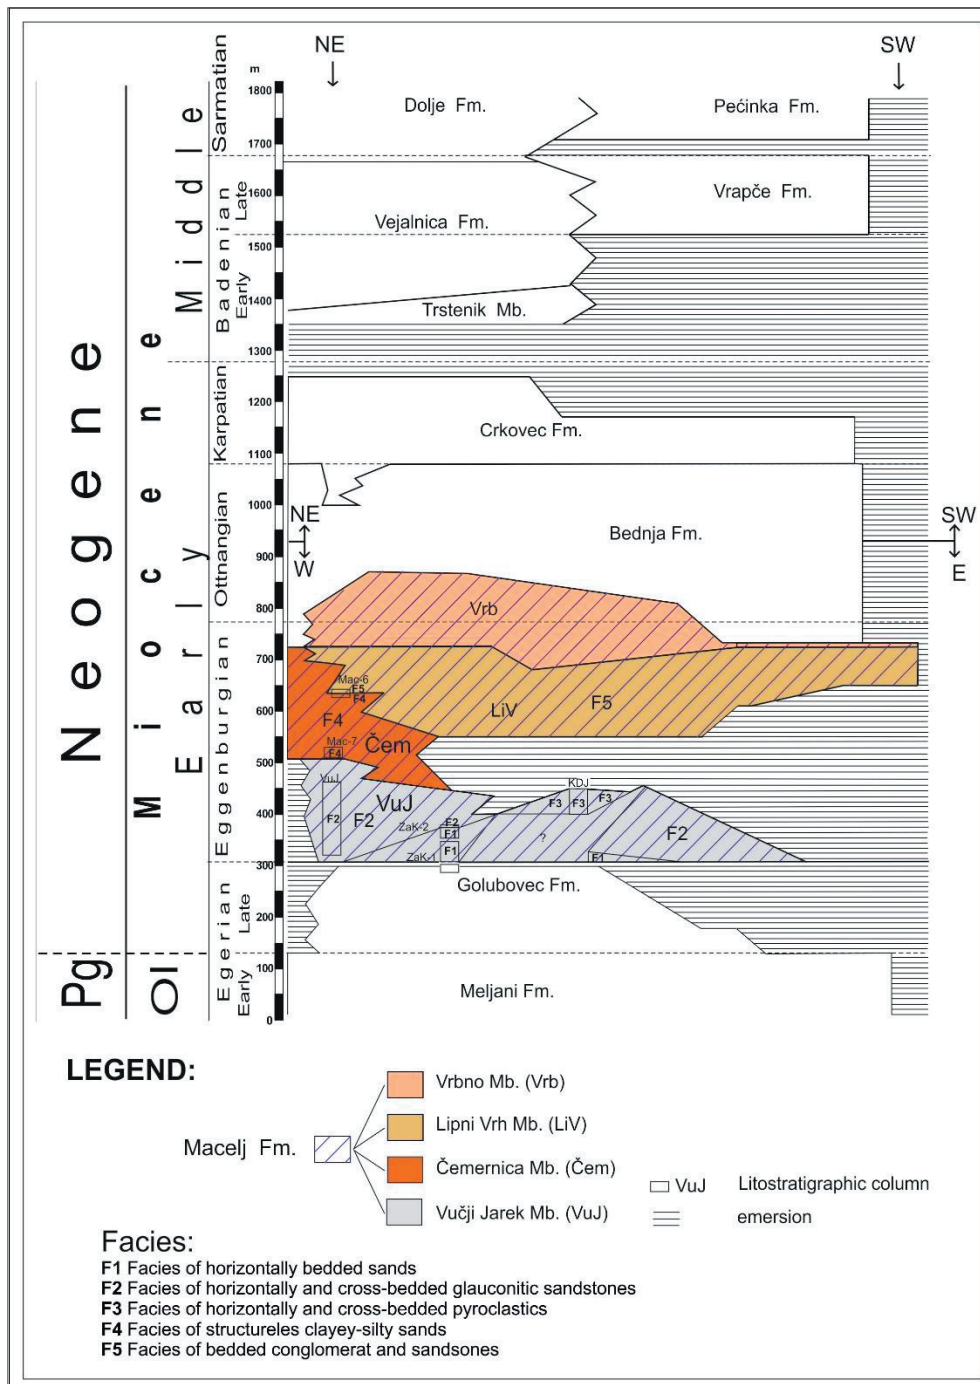 NE
SW
m
1800
1700
1600
1500
1400
1300
1200
1100
1000
900
800
700
600
500
400
300
200
100
0
Neogene
Pg
Miocene
Ol
Middle
Early
Sarmatian
Badenian
Late
Early
Karpatian
Ottnangian
Eggenburgian
Egerian
Late
Early
Dolje Fm.
Pećinka Fm.
Vejalnica Fm.
Vrapče Fm.
Trstenik Mb.
Crkovec Fm.
NE
W
Bednja Fm.
SW
E
Vrb
Mac-6
F5
F4
LiV
F5
F4
Čem
Mac-7
F4
VuJ
F2
VuJ
F2
ZaK-2
F2
F1
ZaK-1
F1
KDJ
F3
F3
F3
?
F1
F2
Golubovec Fm.
Meljani Fm.
LEGEND:
Macelj Fm.
Vrbno Mb. (Vrb)
Lipni Vrh Mb. (LiV)
Čemernica Mb. (Čem)
Vučji Jarek Mb. (VuJ)
VuJ Litostratigraphic column
emersion
Facies:
F1 Facies of horizontally bedded sands
F2 Facies of horizontally and cross-bedded glauconitic sandstones
F3 Facies of horizontally and cross-bedded pyroclastics
F4 Facies of structureles clayey-silty sands
F5 Facies of bedded conglomerat and sandsones